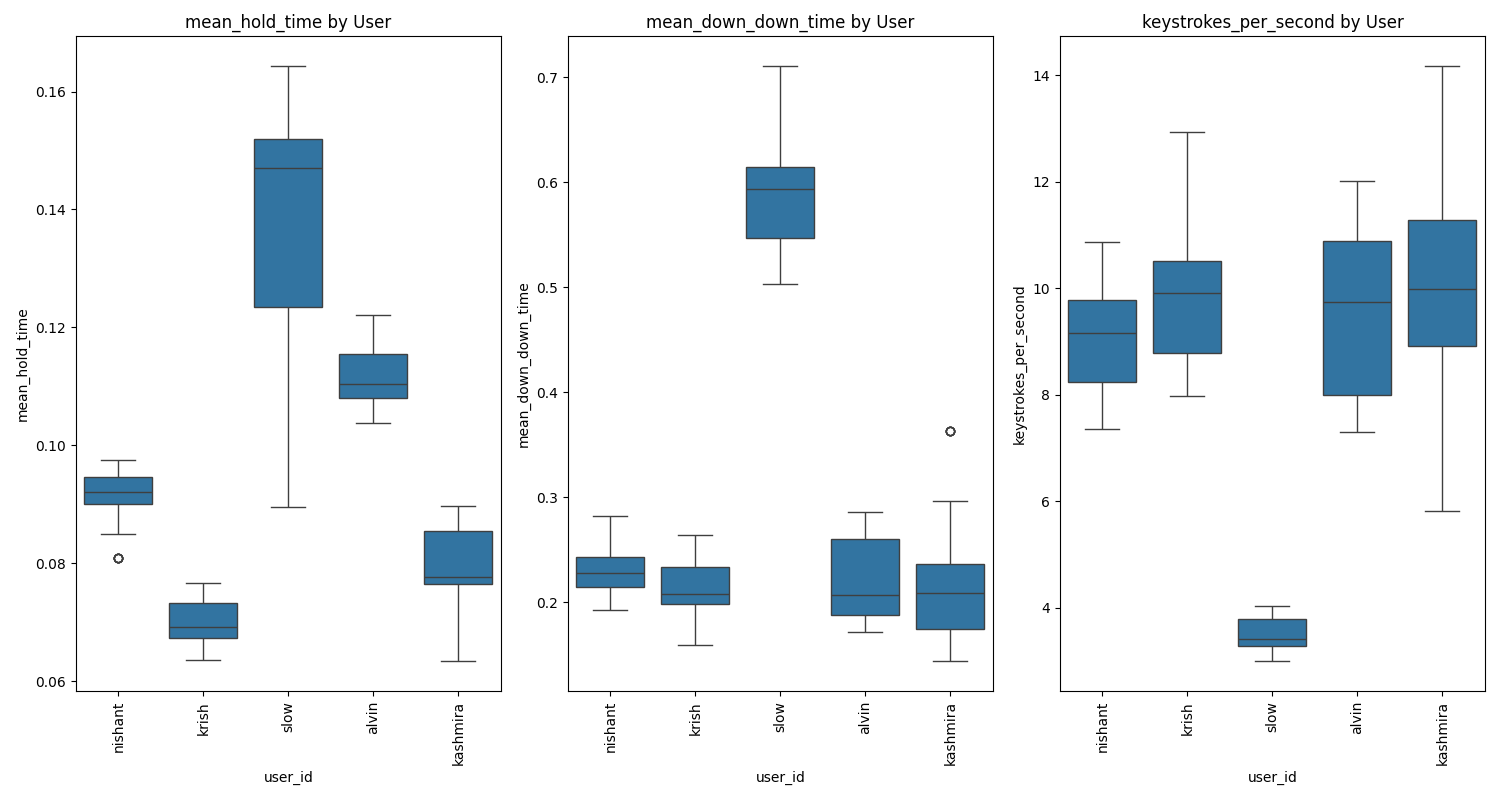 mean_hold_time by User
mean_hold_time
0.16
0.14
0.12
0.10
0.08
0.06
nishant
krish
slow
alvin
kashmira
user_id
mean_down_down_time by User
mean_down_down_time
0.7
0.6
0.5
0.4
0.3
0.2
nishant
krish
slow
alvin
kashmira
user_id
keystrokes_per_second by User
keystrokes_per_second
14
12
10
8
6
4
nishant
krish
slow
alvin
kashmira
user_id